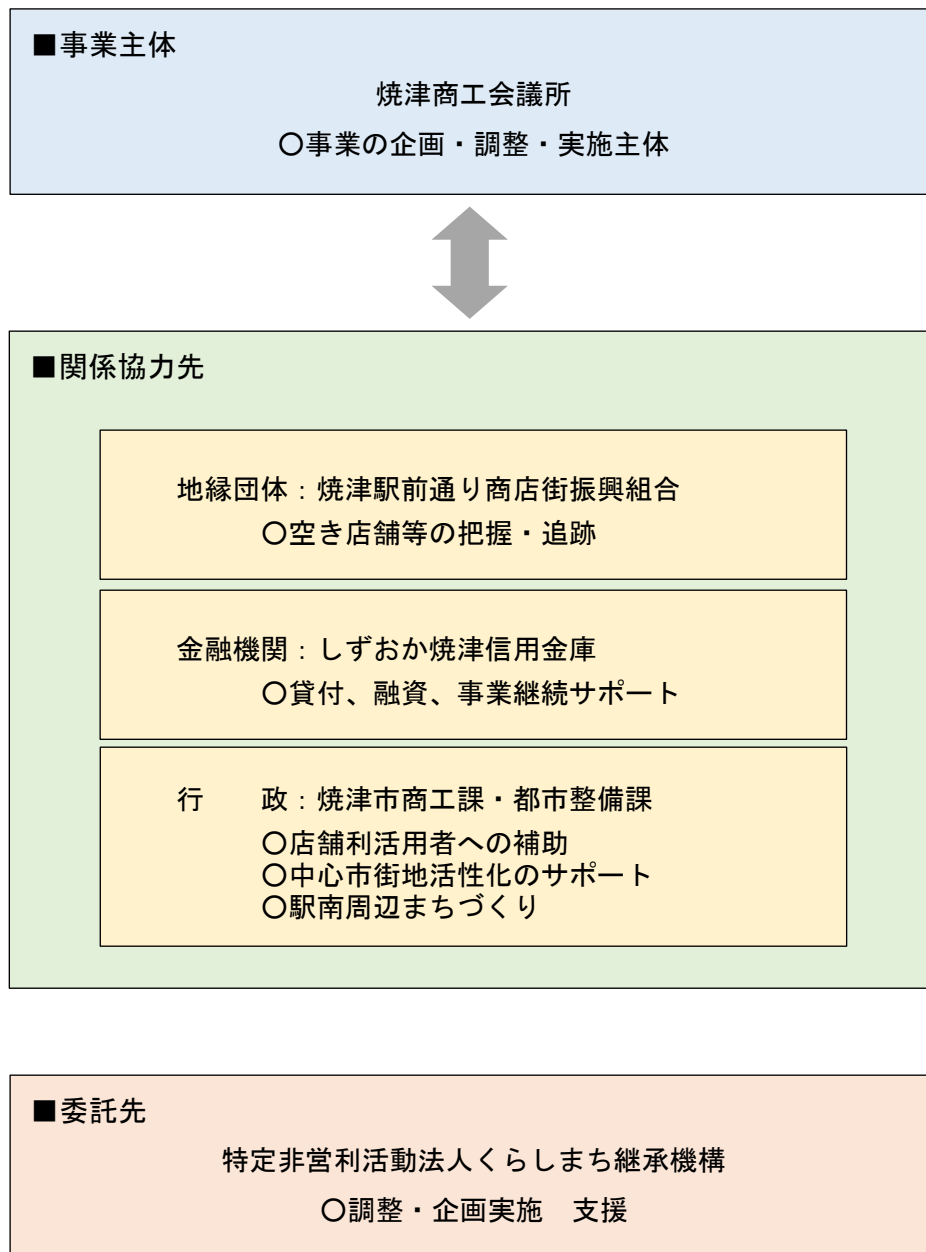 ■事業主体
焼津商工会議所
〇事業の企画・調整・実施主体
■関係協力先
地縁団体：焼津駅前通り商店街振興組合
〇空き店舗等の把握・追跡
金融機関：しずおか焼津信用金庫
〇貸付、融資、事業継続サポート
行　　政：焼津市商工課・都市整備課
〇店舗利活用者への補助
〇中心市街地活性化のサポート
〇駅南周辺まちづくり
■委託先
特定非営利活動法人くらしまち継承機構
〇調整・企画実施　支援